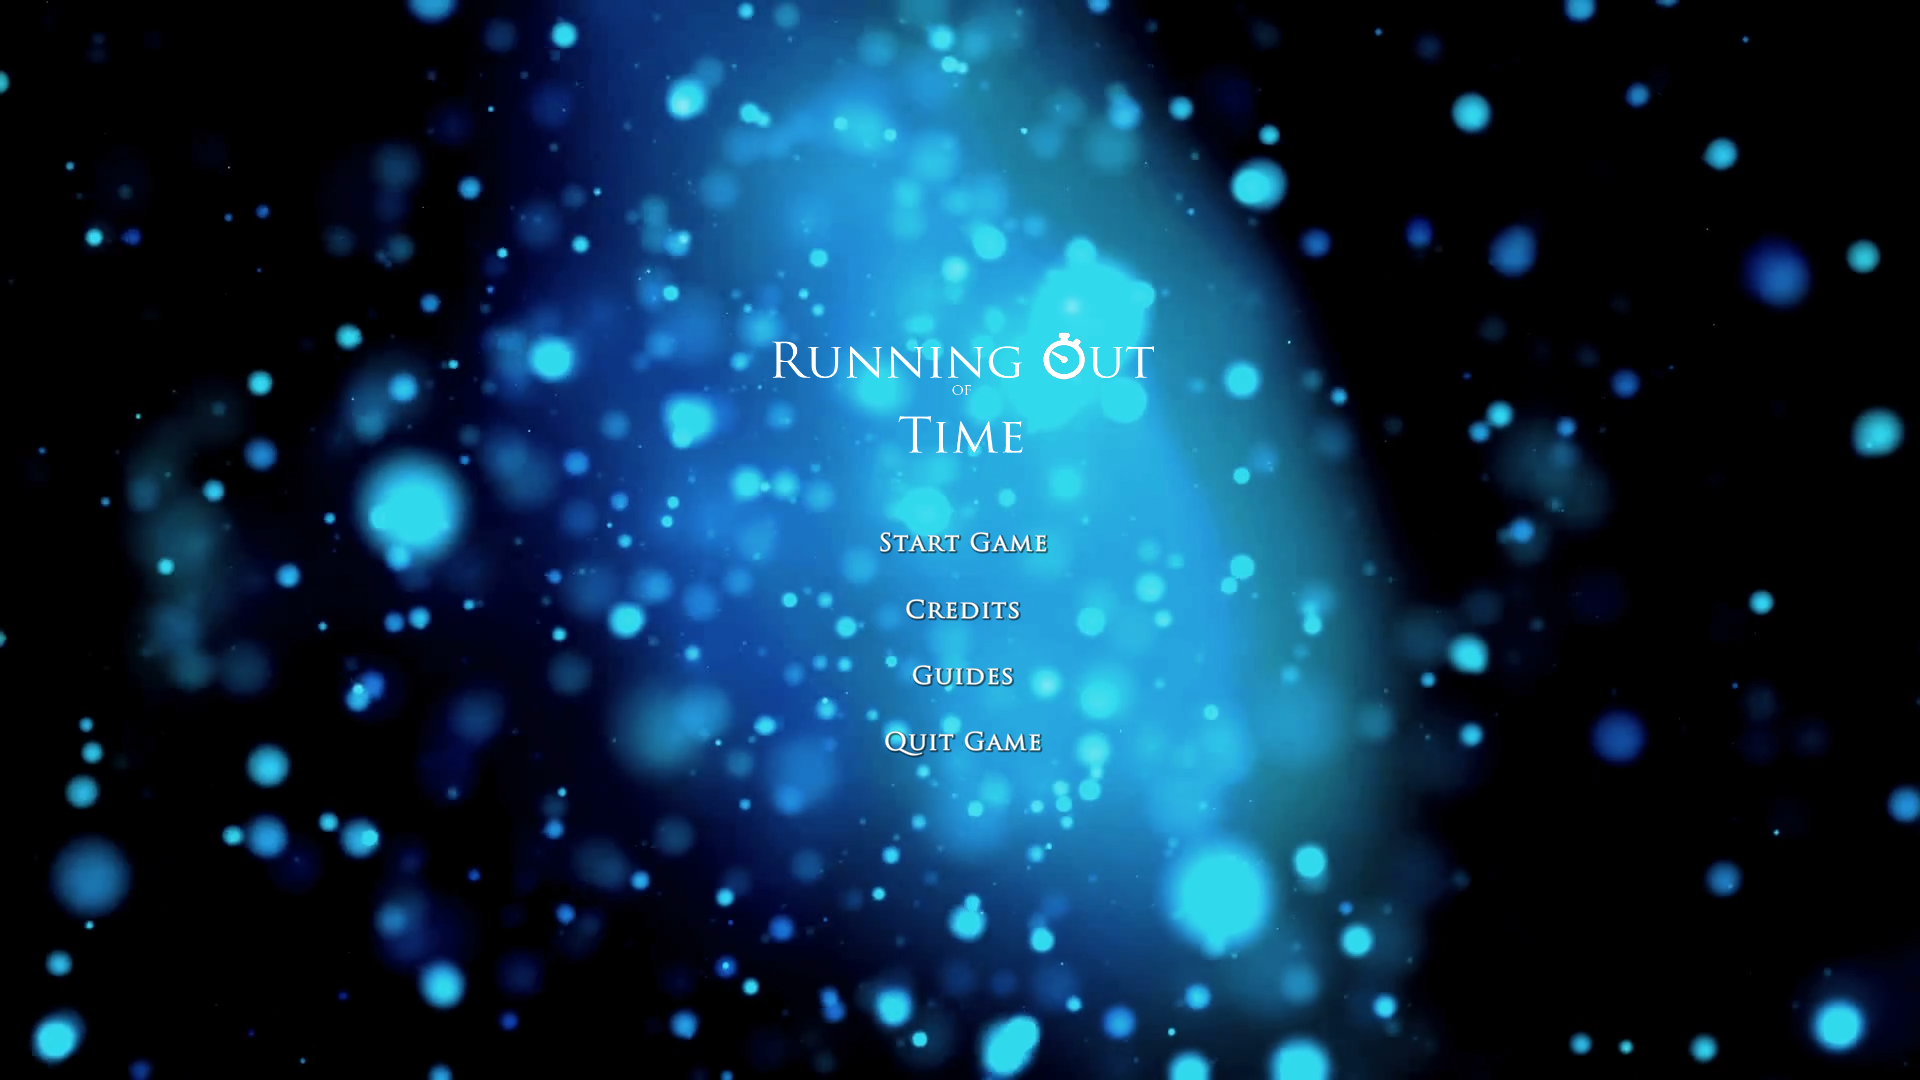 Running Out
of
Time
Start Game
Credits
Guides
Quit Game